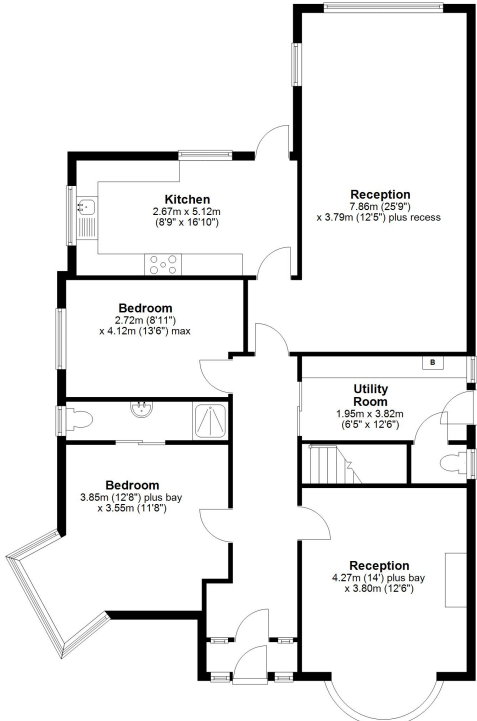 Kitchen
2.67m x 5.12m
(8'9" x 16'10")
Reception
7.86m (25'9")
x 3.79m (12'5") plus recess
Bedroom
2.72m (8'11")
x 4.12m (13'6") max
B
Utility
Room
1.95m x 3.82m
(6'5" x 12'6")
Bedroom
3.85m (12'8") plus bay
x 3.55m (11'8")
Reception
4.27m (14') plus bay
x 3.80m (12'6")